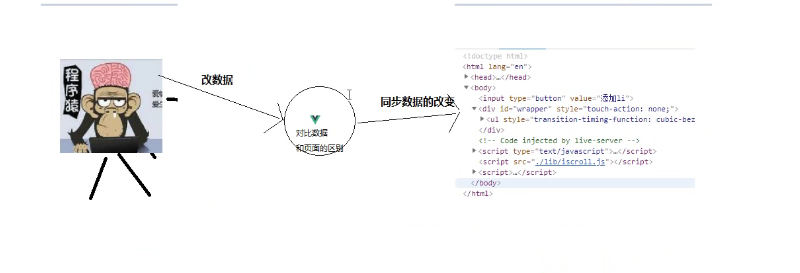 程序猿
改数据
对比数据
和页面的区别
同步数据的改变
<!doctype html>
<html lang="en">
<head>…</head>
<body>
<input type="button" value="添加li">
<div id="wrapper" style="touch-action: none;">
<ul style="transition-timing-function: cubic-bez
</div>
<!-- Code injected by live-server -->
<script type="text/javascript">…</script>
<script src="./lib/iscroll.js"></script>
<script>…</script>
</body>
</html>